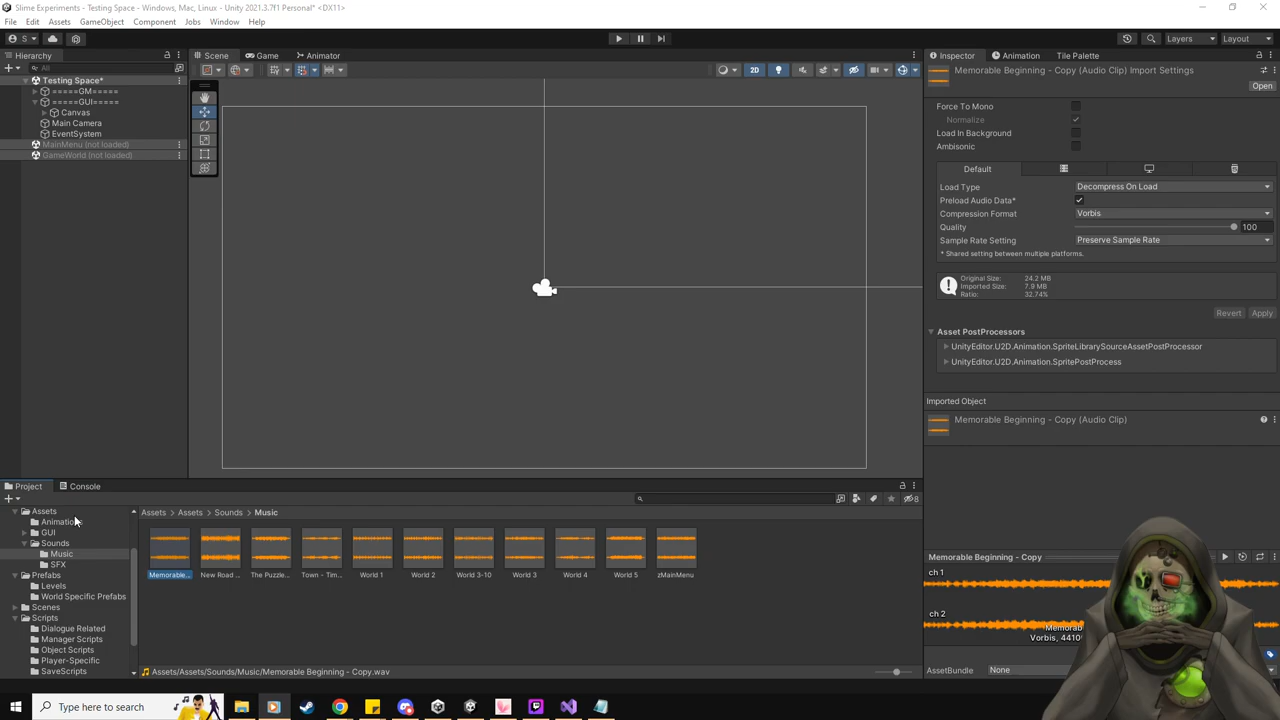 Slime Experiments - Testing Space - Windows, Mac, Linux - Unity 2021.3.7f1 Personal* <DX11>
File Edit Assets GameObject Component Jobs Window Help
S
Layers
Layout
Hierarchy
All
Testing Space*
=====GM=====
=====GUI=====
Canvas
Main Camera
EventSystem
MainMenu (not loaded)
GameWorld (not loaded)
Scene
Game
Animator
2D
Inspector
Animation
Tile Palette
Memorable Beginning - Copy (Audio Clip) Import Settings
Open
Force To Mono
Normalize
Load In Background
Ambisonic
Default
Load Type
Decompress On Load
Preload Audio Data*
Compression Format
Vorbis
Quality
100
Sample Rate Setting
Preserve Sample Rate
* Shared setting between multiple platforms.
Original Size: 24.2 MB
Imported Size: 7.9 MB
Ratio: 32.74%
Revert
Apply
Asset PostProcessors
UnityEditor.U2D.Animation.SpriteLibrarySourceAssetPostProcessor
UnityEditor.U2D.Animation.SpritePostProcess
Imported Object
Memorable Beginning - Copy (Audio Clip)
Memorable Beginning - Copy
ch 1
ch 2
Vorbis, 4410
AssetBundle
None
Project
Console
8
Assets
Animation
GUI
Sounds
Music
SFX
Prefabs
Levels
World Specific Prefabs
Scenes
Scripts
Dialogue Related
Manager Scripts
Object Scripts
Player-Specific
SaveScripts
Assets > Assets > Sounds > Music
Memorable...
New Road ...
The Puzzle...
Town - Tim...
World 1
World 2
World 3-10
World 3
World 4
World 5
zMainMenu
Assets/Assets/Sounds/Music/Memorable Beginning - Copy.wav
Type here to search